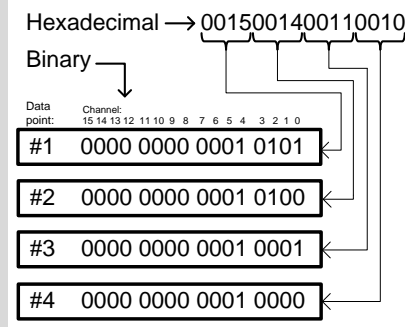 Hexadecimal 0015001400110010
Binary
Data point:
Channel:
15 14 13 12 11 10 9 8 7 6 5 4 3 2 1 0
#1 0000 0000 0001 0101
#2 0000 0000 0001 0100
#3 0000 0000 0001 0001
#4 0000 0000 0001 0000